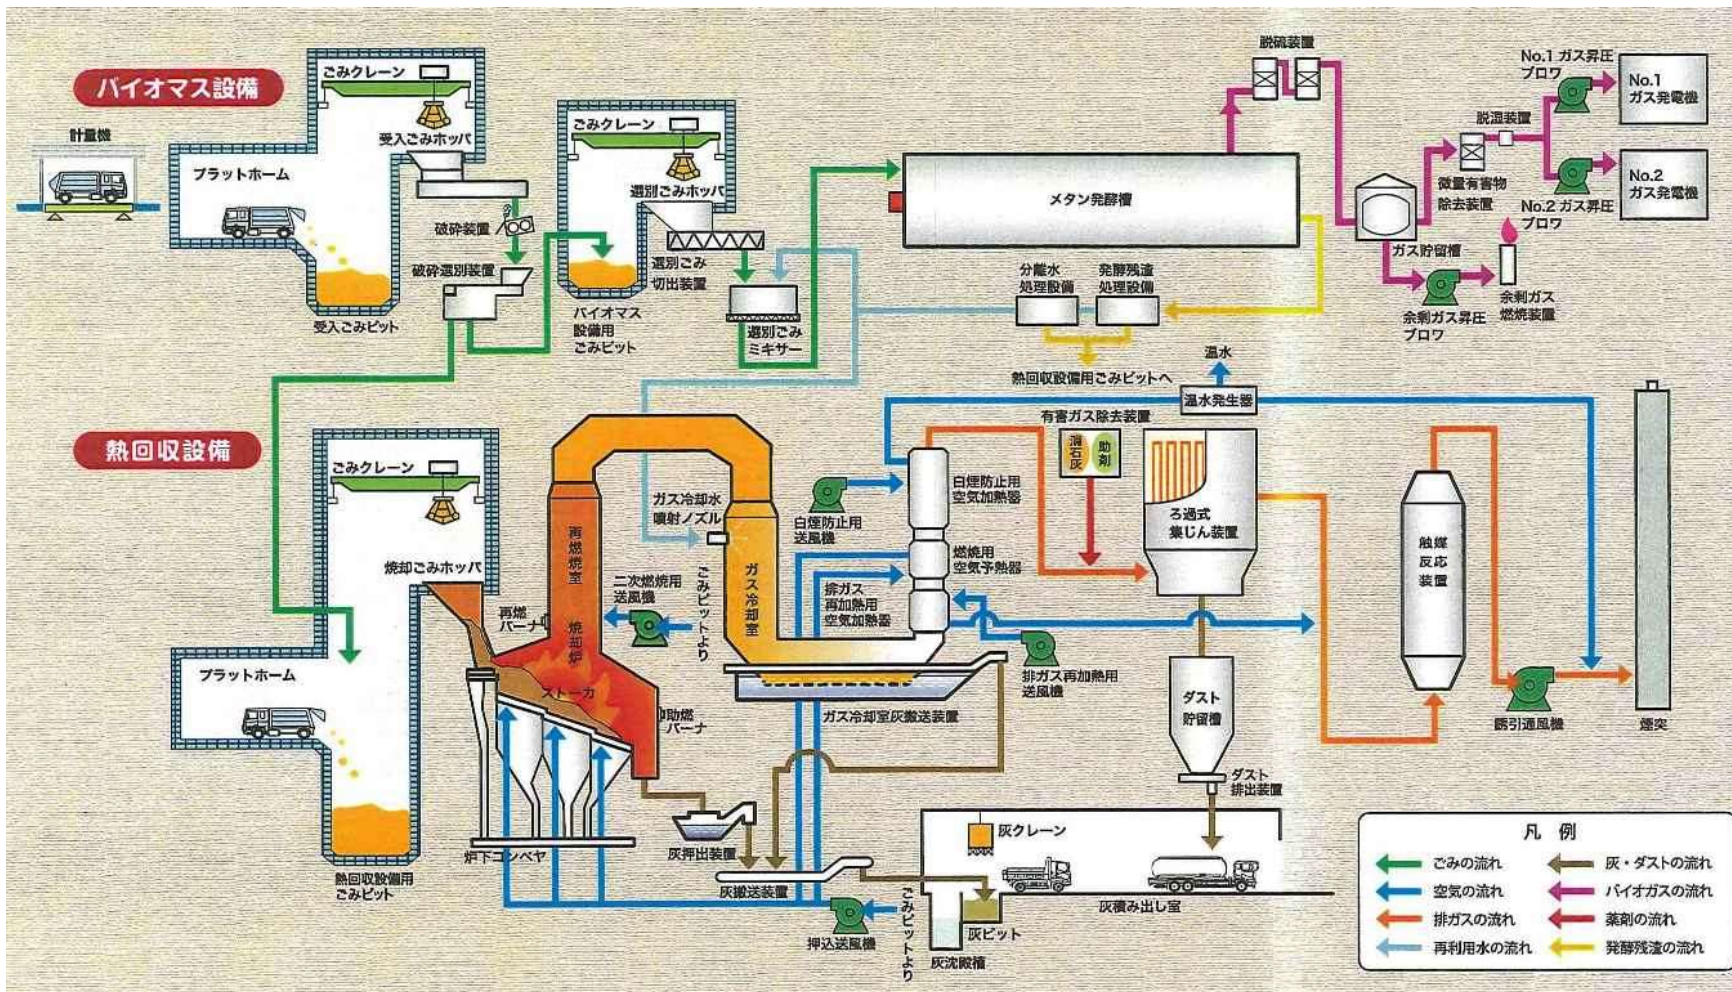 バイオマス設備
計量機
プラットホーム
ごみクレーン
受入ごみホッパ
破砕装置
破砕選別装置
受入ごみピット
ごみクレーン
選別ごみホッパ
選別ごみ
切出装置
バイオマス
設備用
ごみピット
選別ごみ
ミキサー
メタン発酵槽
分離水
処理設備
発酵残渣
処理設備
熱回収設備用ごみピットへ
脱硫装置
ガス貯留槽
微量有害物
除去装置
脱湿装置
No.1 ガス昇圧
ブロワ
No.1
ガス発電機
No.2
ガス発電機
No.2 ガス昇圧
ブロワ
余剰ガス昇圧
ブロワ
余剰ガス
燃焼装置
熱回収設備
プラットホーム
ごみクレーン
焼却ごみホッパ
熱回収設備用
ごみピット
再燃焼室
焼却炉
再燃
バーナ
ストーカ
助燃
バーナ
炉下コンベヤ
二次燃焼用
送風機
ごみピットより
ガス冷却水
噴射ノズル
ガス冷却室
ガス冷却室灰搬送装置
白煙防止用
送風機
白煙防止用
空気加熱器
燃焼用
空気予熱器
排ガス
再加熱用
空気加熱器
排ガス再加熱用
送風機
温水
温水発生器
有害ガス除去装置
消石灰
助剤
ろ過式
集じん装置
ダスト
貯留槽
ダスト
排出装置
触媒
反応
装置
誘引通風機
煙突
灰押出装置
灰搬送装置
押込送風機
ごみピットより
灰クレーン
灰ピット
灰沈殿槽
灰積み出し室
凡 例
ごみの流れ
空気の流れ
排ガスの流れ
再利用水の流れ
灰・ダストの流れ
バイオガスの流れ
薬剤の流れ
発酵残渣の流れ